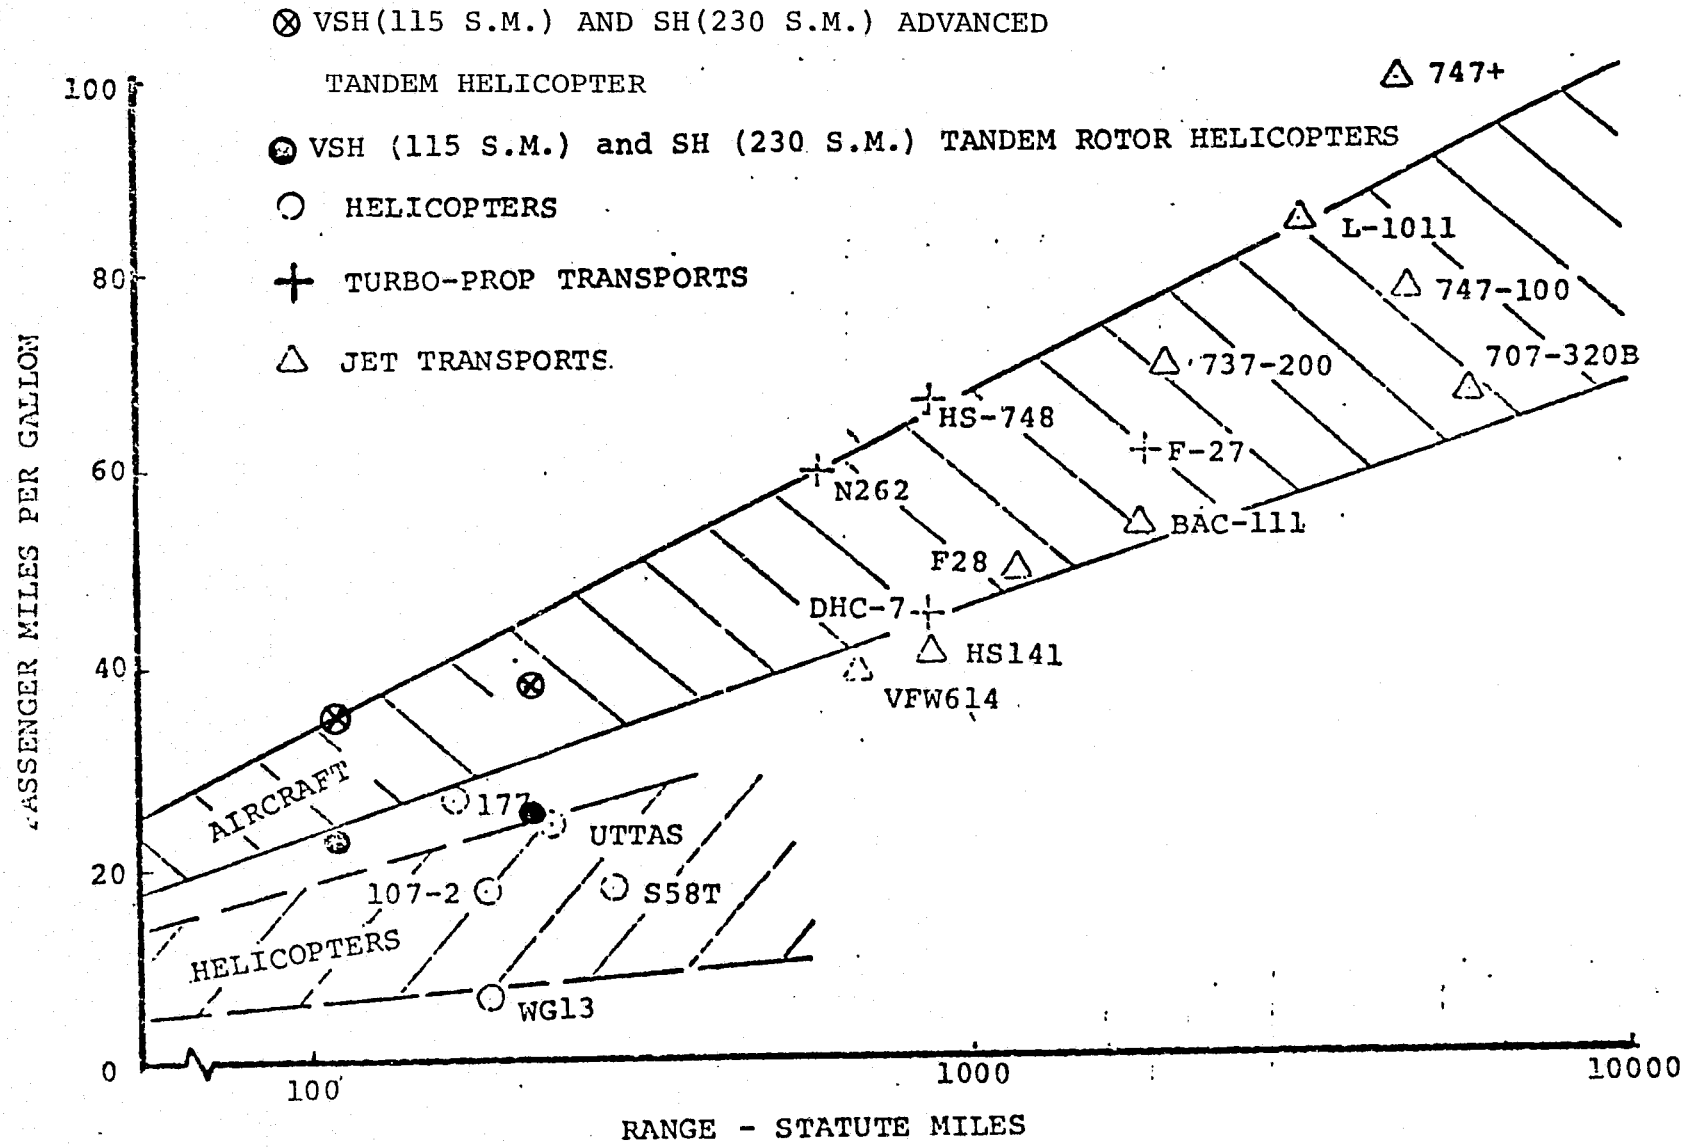 VSH(115 S.M.) AND SH(230 S.M.) ADVANCED
TANDEM HELICOPTER
VSH (115 S.M.) and SH (230 S.M.) TANDEM ROTOR HELICOPTERS
HELICOPTERS
TURBO-PROP TRANSPORTS
JET TRANSPORTS.
100
80
60
40
20
0
PASSENGER MILES PER GALLON
747+
L-1011
747-100
707-320B
737-200
HS-748
F-27
N262
BAC-111
F28
DHC-7
HS141
VFW614
AIRCRAFT
177
UTTAS
107-2
S58T
HELICOPTERS
WG13
100
1000
10000
RANGE - STATUTE MILES